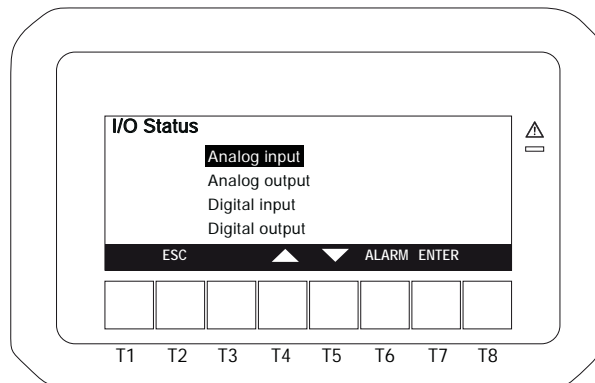 I/O Status
Analog input
Analog output
Digital input
Digital output
ESC ALARM ENTER
T1 T2 T3 T4 T5 T6 T7 T8